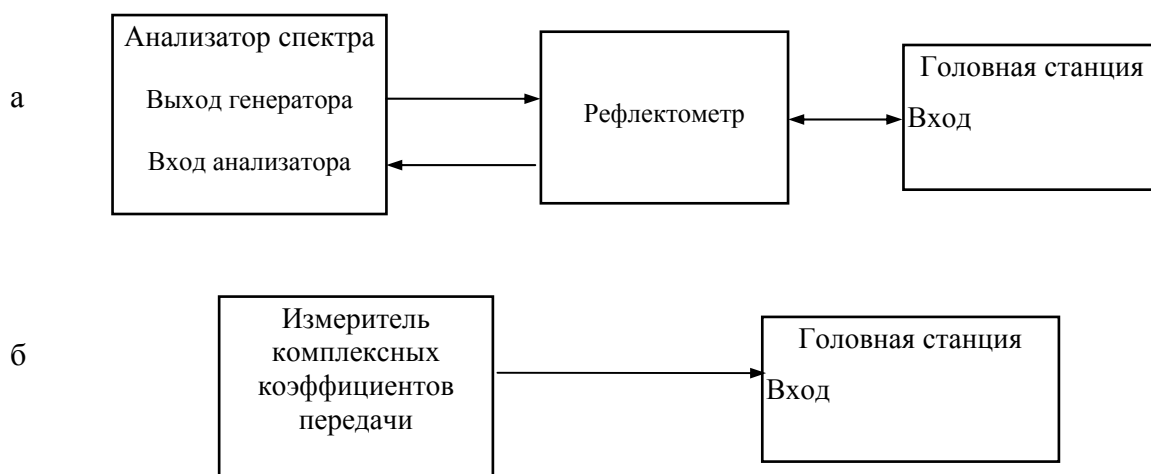 а
Анализатор спектра
Выход генератора
Вход анализатора
Рефлектометр
Головная станция
Вход
б
Измеритель
комплексных
коэффициентов
передачи
Головная станция
Вход